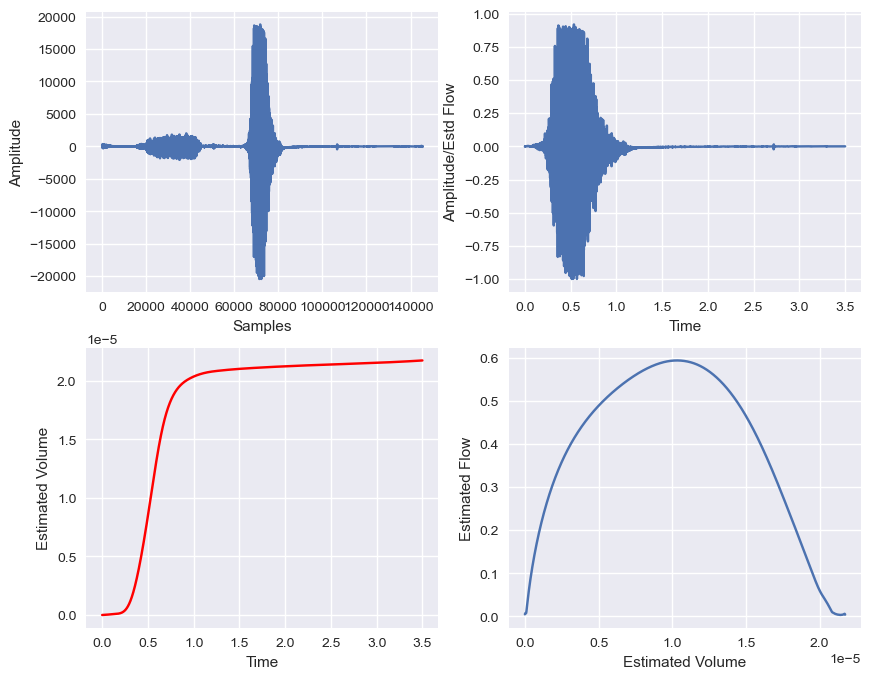 20000
15000
10000
5000
0
−5000
−10000
−15000
−20000
Amplitude
0 20000 40000 60000 80000 100000 120000 140000
Samples
1.00
0.75
0.50
0.25
0.00
−0.25
−0.50
−0.75
−1.00
Amplitude/Estd Flow
0.0 0.5 1.0 1.5 2.0 2.5 3.0 3.5
Time
1e−5
2.0
1.5
1.0
0.5
0.0
Estimated Volume
0.0 0.5 1.0 1.5 2.0 2.5 3.0 3.5
Time
0.6
0.5
0.4
0.3
0.2
0.1
0.0
Estimated Flow
0.0 0.5 1.0 1.5 2.0
1e−5
Estimated Volume